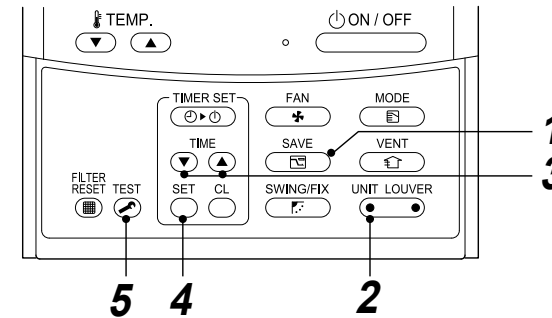 TEMP.
ON / OFF
TIMER SET
FAN
MODE
TIME
SAVE
VENT
1
3
FILTER
RESET
TEST
SET
CL
SWING/FIX
UNIT LOUVER
5
4
2